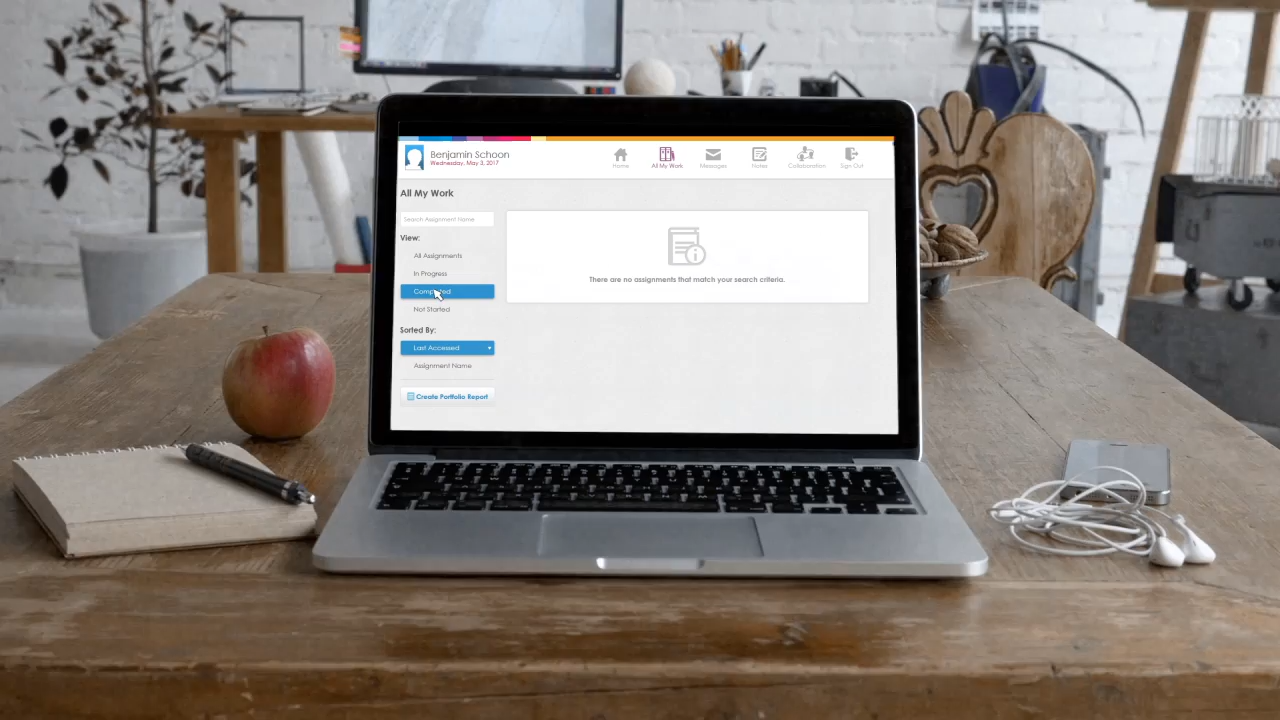 Benjamin Schoon
Wednesday, May 3, 2017
Home
All My Work
Messages
Notes
Collaboration
Sign Out
All My Work
Search Assignment Name
View:
All Assignments
In Progress
Completed
Not Started
Sorted By:
Last Accessed
Assignment Name
Create Portfolio Report
There are no assignments that match your search criteria.